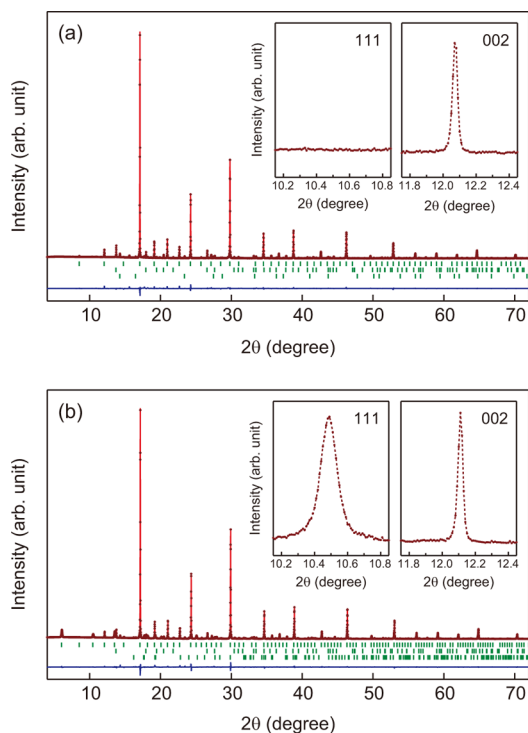 (a)
111
002
Intensity (arb. unit)
Intensity (arb. unit)
10.2 10.4 10.6 10.8
11.8 12.0 12.2 12.4
2θ (degree)
2θ (degree)
10 20 30 40 50 60 70
2θ (degree)
(b)
111
002
Intensity (arb. unit)
Intensity (arb. unit)
10.2 10.4 10.6 10.8
11.8 12.0 12.2 12.4
2θ (degree)
2θ (degree)
10 20 30 40 50 60 70
2θ (degree)